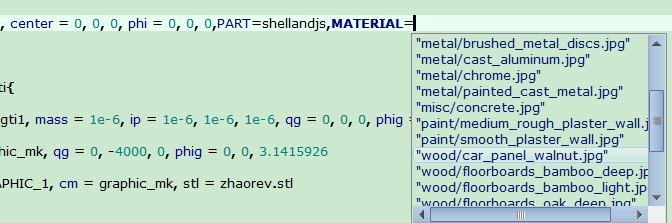 , center = 0, 0, 0, phi = 0, 0, 0,PART=shellandjs,MATERIAL=
"metal/brushed_metal_discs.jpg"
"metal/cast_aluminum.jpg"
"metal/chrome.jpg"
"metal/painted_cast_metal.jpg"
"misc/concrete.jpg"
"paint/medium_rough_plaster_wall.j
"paint/smooth_plaster_wall.jpg"
"wood/car_panel_walnut.jpg"
"wood/floorboards_bamboo_deep.jp
"wood/floorboards_bamboo_light.jp
"wood/floorboards_oak_deep.jpg"
ti{
gti1, mass = 1e-6, ip = 1e-6, 1e-6, 1e-6, qg = 0, 0, 0, phig =
hic_mk, qg = 0, -4000, 0, phig = 0, 0, 3.1415926
APHIC_1, cm = graphic_mk, stl = zhaorev.stl